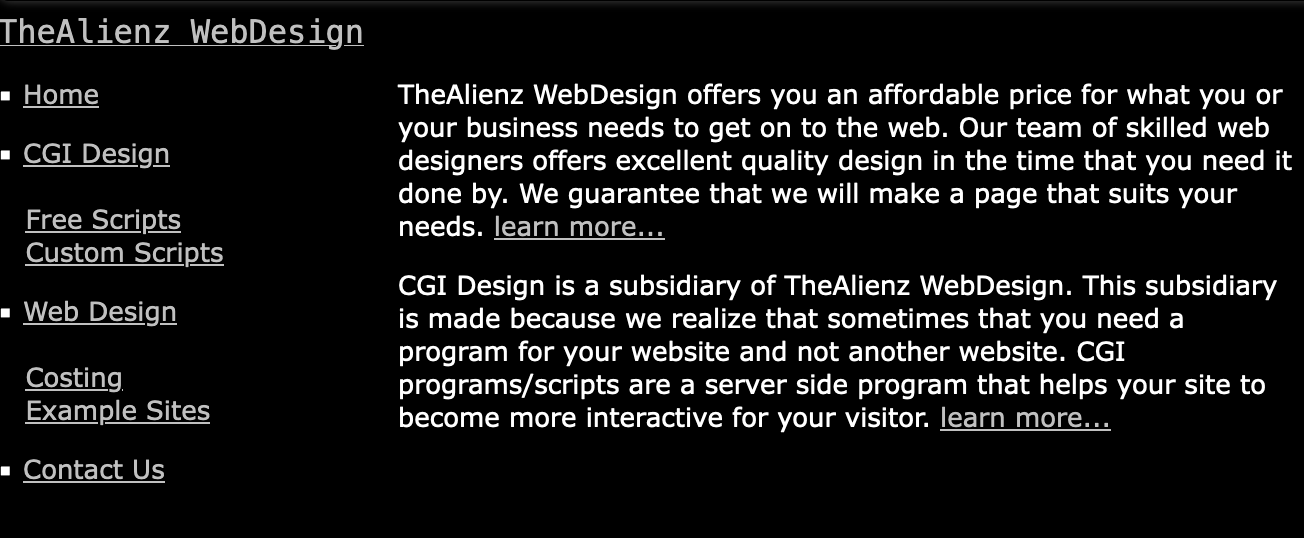 TheAlienz WebDesign
Home
CGI Design
Free Scripts
Custom Scripts
Web Design
Costing
Example Sites
Contact Us
TheAlienz WebDesign offers you an affordable price for what you or
your business needs to get on to the web. Our team of skilled web
designers offers excellent quality design in the time that you need it
done by. We guarantee that we will make a page that suits your
needs. learn more...
CGI Design is a subsidiary of TheAlienz WebDesign. This subsidiary
is made because we realize that sometimes that you need a
program for your website and not another website. CGI
programs/scripts are a server side program that helps your site to
become more interactive for your visitor. learn more...